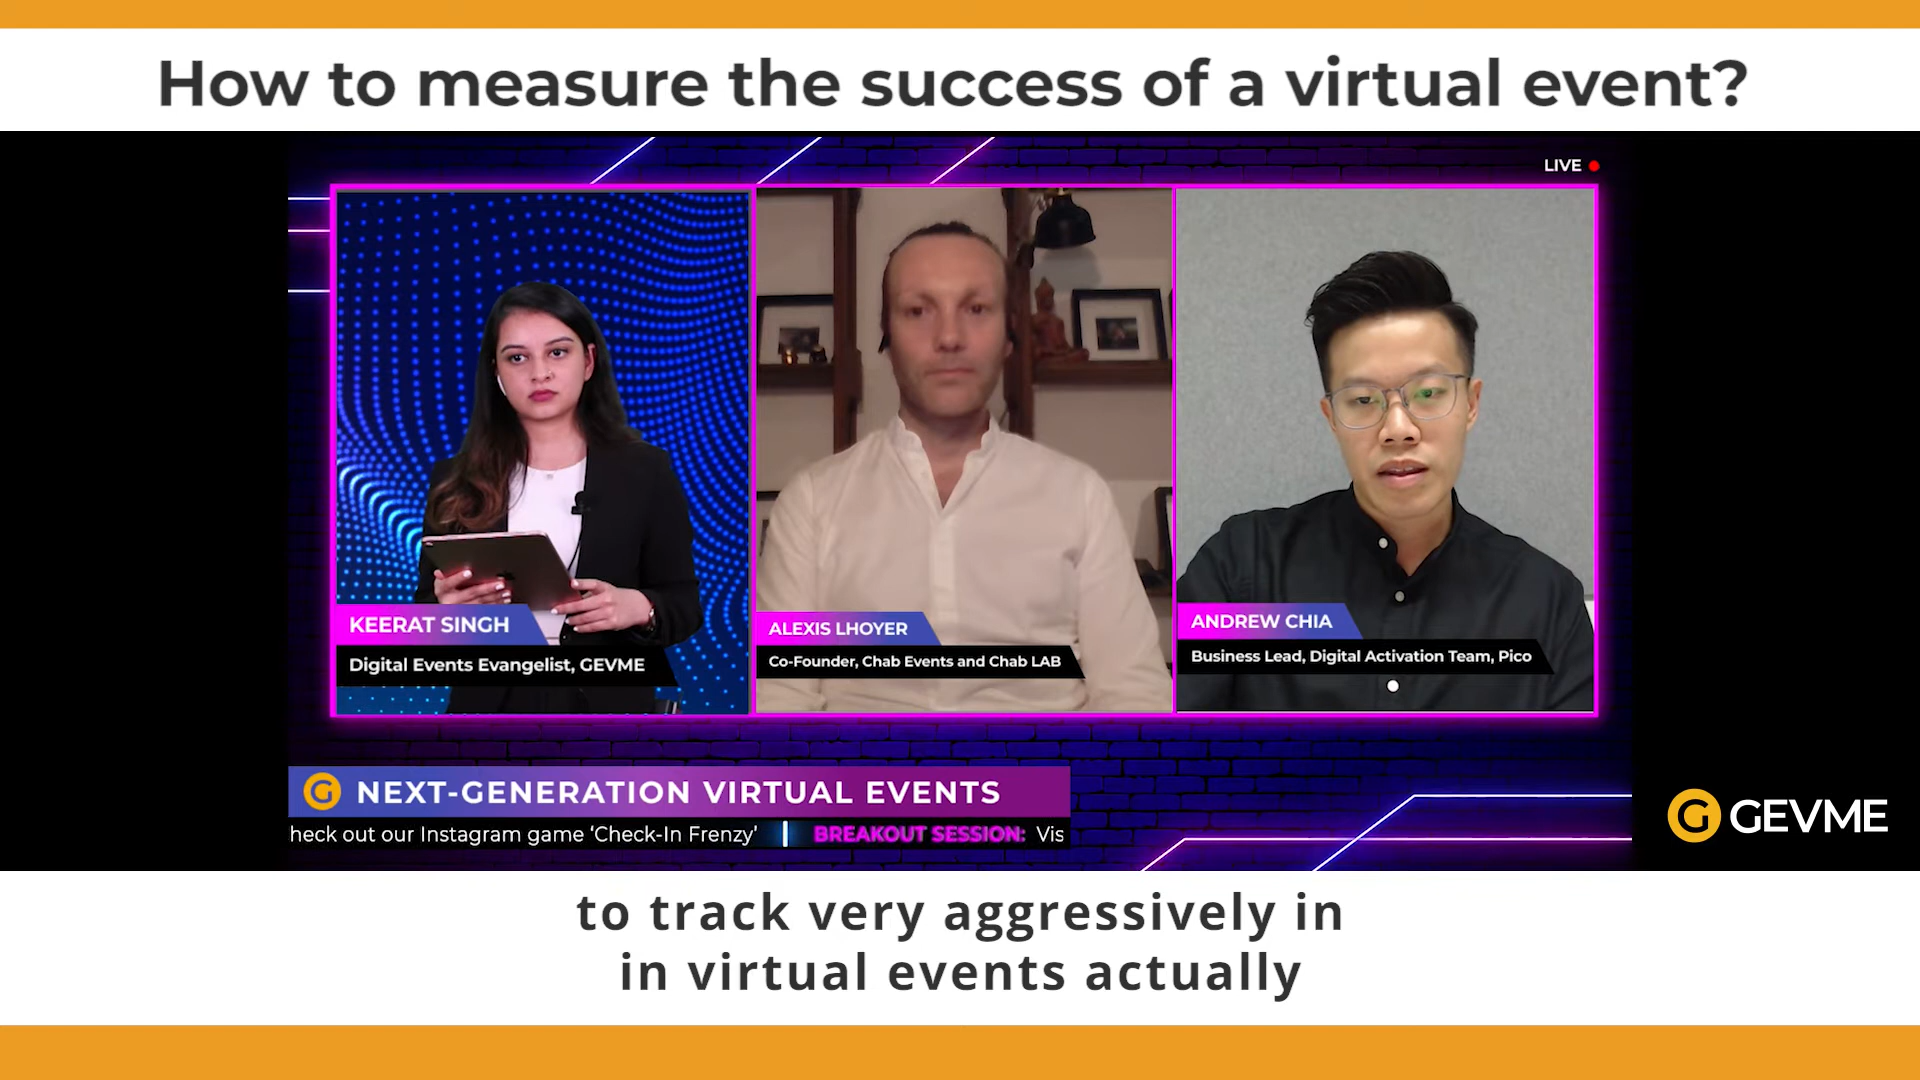 How to measure the success of a virtual event?
LIVE
KEERAT SINGH
Digital Events Evangelist, GEVME
ALEXIS LHOYER
Co-Founder, Chab Events and Chab LAB
ANDREW CHIA
Business Lead, Digital Activation Team, Pico
G NEXT-GENERATION VIRTUAL EVENTS
heck out our Instagram game ‘Check-In Frenzy’ BREAKOUT SESSION: Vis
G GEVME
to track very aggressively in
in virtual events actually